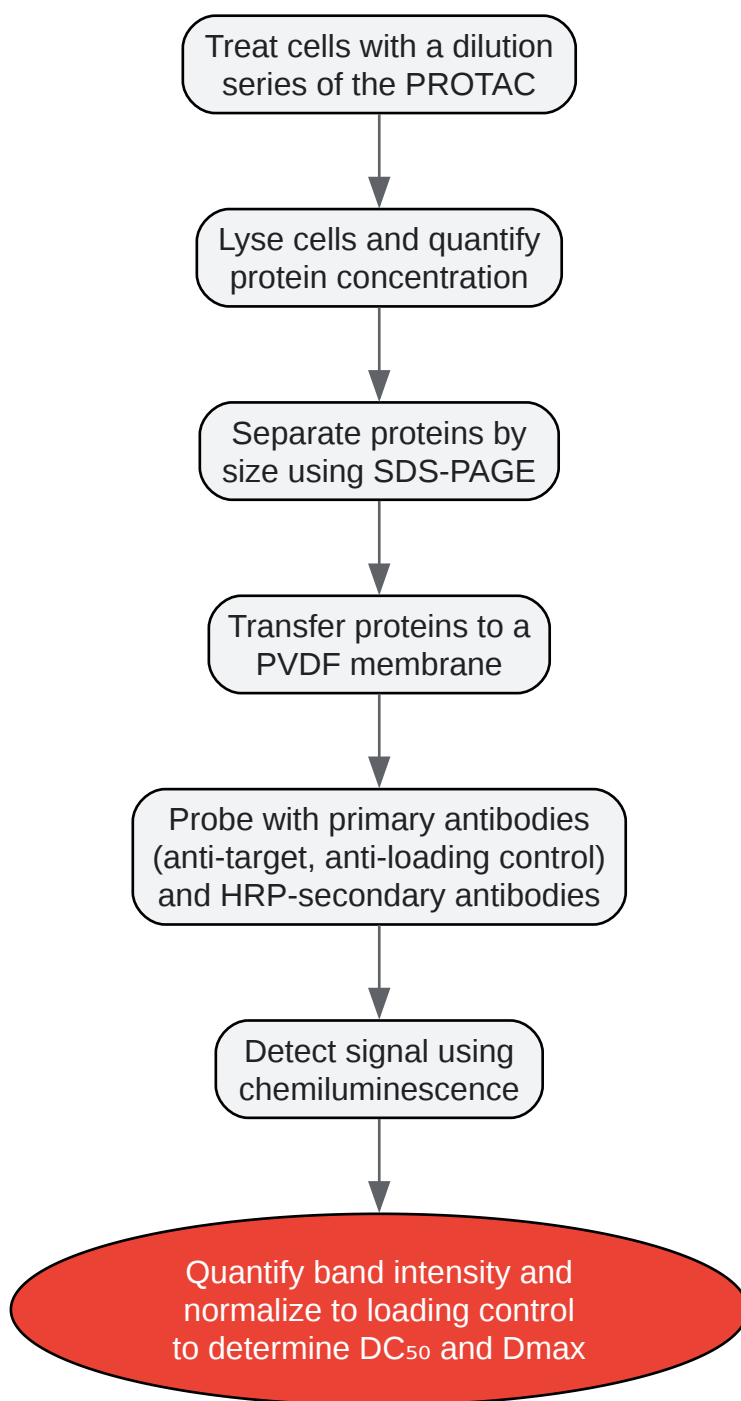 Treat cells with a dilution
series of the PROTAC
Lyse cells and quantify
protein concentration
Separate proteins by
size using SDS-PAGE
Transfer proteins to a
PVDF membrane
Probe with primary antibodies
(anti-target, anti-loading control)
and HRP-secondary antibodies
Detect signal using
chemiluminescence
Quantify band intensity and
normalize to loading control
to determine DC₅₀ and Dmax